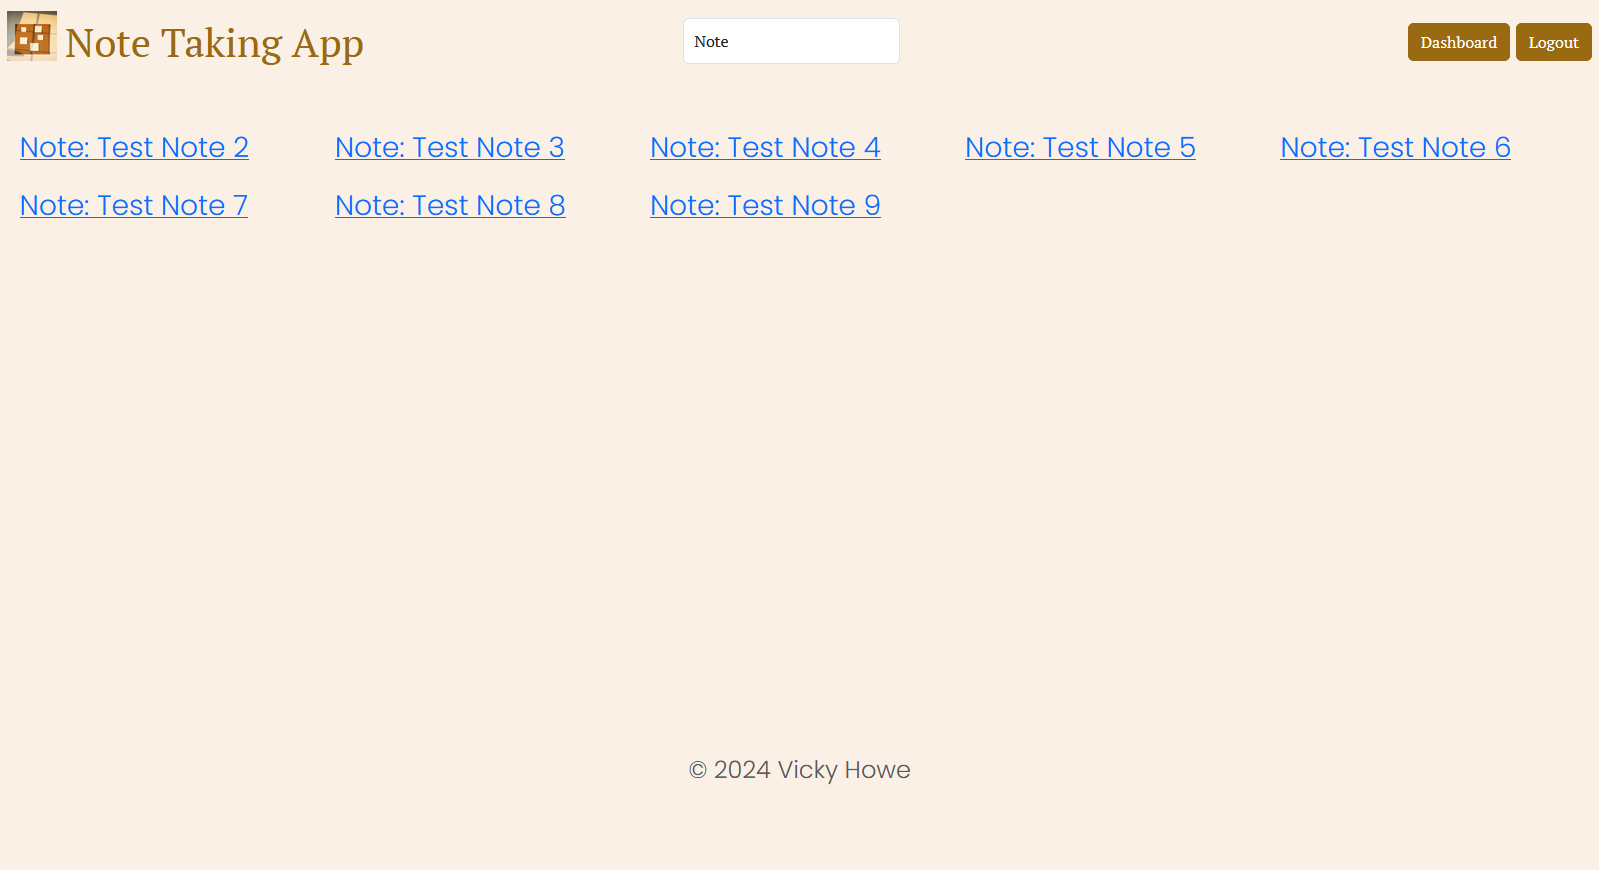 Note Taking App
Note
Dashboard Logout
Note: Test Note 2 Note: Test Note 3 Note: Test Note 4 Note: Test Note 5 Note: Test Note 6
Note: Test Note 7 Note: Test Note 8 Note: Test Note 9
© 2024 Vicky Howe